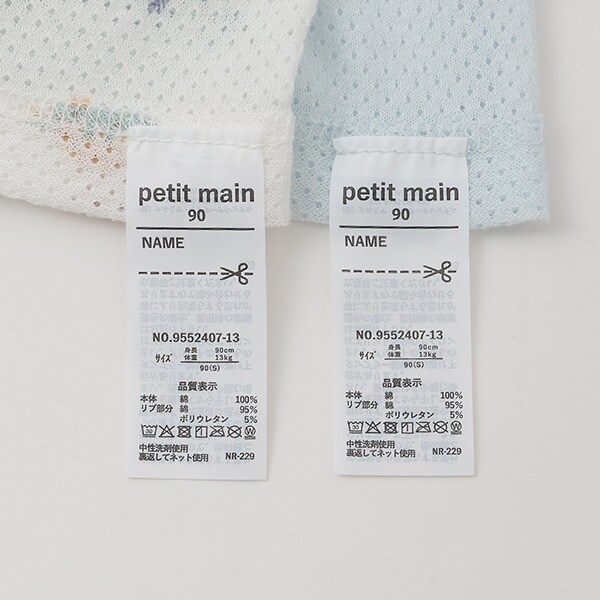 petit main
90
NAME
NO.9552407-13
サイズ 身長 90cm
体重 13kg
90(S)
品質表示
本体 綿 100%
リブ部分 綿 95%
ポリウレタン 5%
中性洗剤使用
裏返してネット使用 NR-229
petit main
90
NAME
NO.9552407-13
サイズ 身長 90cm
体重 13kg
90(S)
品質表示
本体 綿 100%
リブ部分 綿 95%
ポリウレタン 5%
中性洗剤使用
裏返してネット使用 NR-229